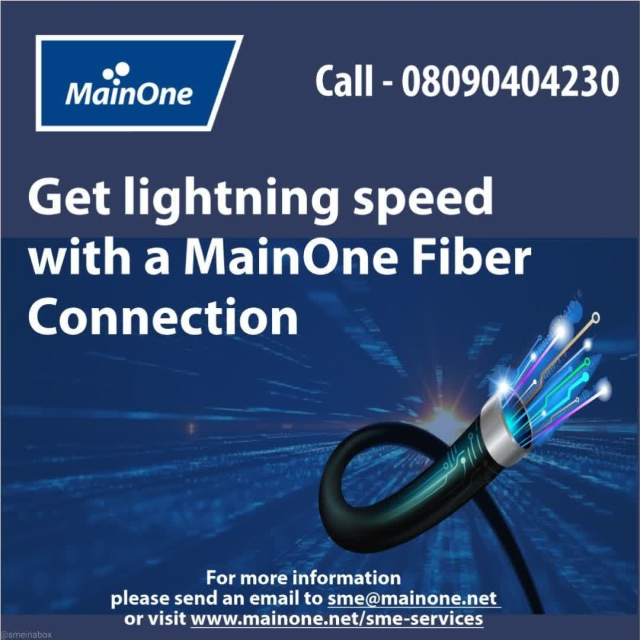 MainOne
Call - 08090404230
Get lightning speed
with a MainOne Fiber
Connection
For more information
please send an email to sme@mainone.net
or visit www.mainone.net/sme-services
@smeinabox